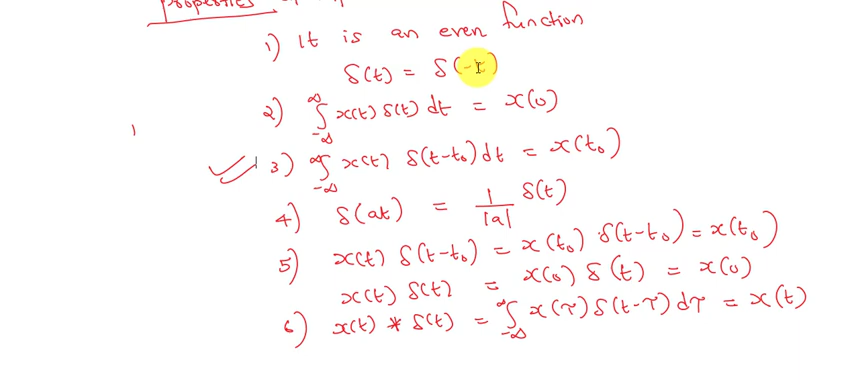 Properties
1) It is an even function
δ(t) = δ(-t)
2) ∫_{-∞}^{∞} x(t) δ(t) dt = x(0)
3) ∫_{-∞}^{∞} x(t) δ(t-t₀) dt = x(t₀)
4) δ(at) = 1/|a| δ(t)
5) x(t) δ(t-t₀) = x(t₀) δ(t-t₀) = x(t₀)
x(t) δ(t) = x(0) δ(t) = x(0)
6) x(t) * δ(t) = ∫_{-∞}^{∞} x(τ) δ(t-τ) dτ = x(t)